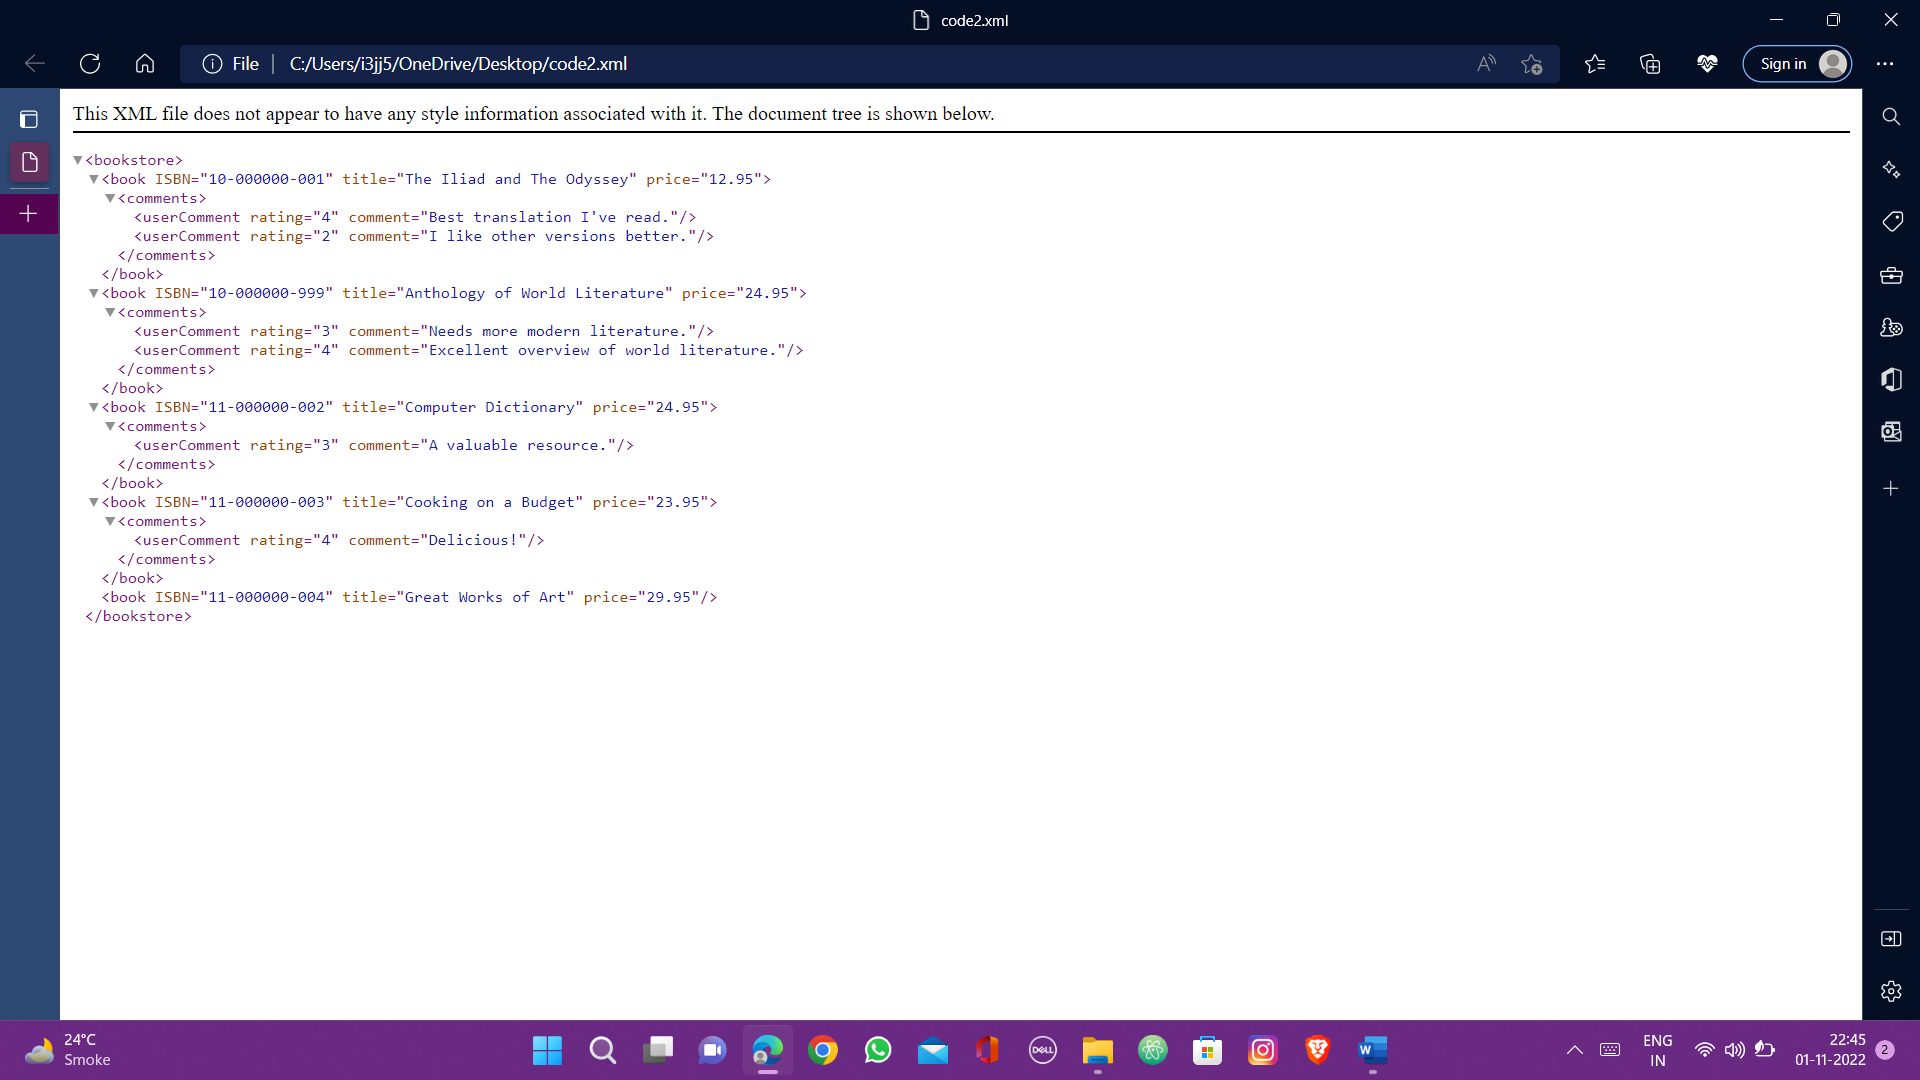 code2.xml
File
C:/Users/i3jj5/OneDrive/Desktop/code2.xml
Sign in
This XML file does not appear to have any style information associated with it. The document tree is shown below.
▼<bookstore>
▼<book ISBN="10-000000-001" title="The Iliad and The Odyssey" price="12.95">
▼<comments>
<userComment rating="4" comment="Best translation I've read."/>
<userComment rating="2" comment="I like other versions better."/>
</comments>
</book>
▼<book ISBN="10-000000-999" title="Anthology of World Literature" price="24.95">
▼<comments>
<userComment rating="3" comment="Needs more modern literature."/>
<userComment rating="4" comment="Excellent overview of world literature."/>
</comments>
</book>
▼<book ISBN="11-000000-002" title="Computer Dictionary" price="24.95">
▼<comments>
<userComment rating="3" comment="A valuable resource."/>
</comments>
</book>
▼<book ISBN="11-000000-003" title="Cooking on a Budget" price="23.95">
▼<comments>
<userComment rating="4" comment="Delicious!"/>
</comments>
</book>
<book ISBN="11-000000-004" title="Great Works of Art" price="29.95"/>
</bookstore>
24°C
Smoke
DELL
W
ENG
IN
22:45
01-11-2022
2